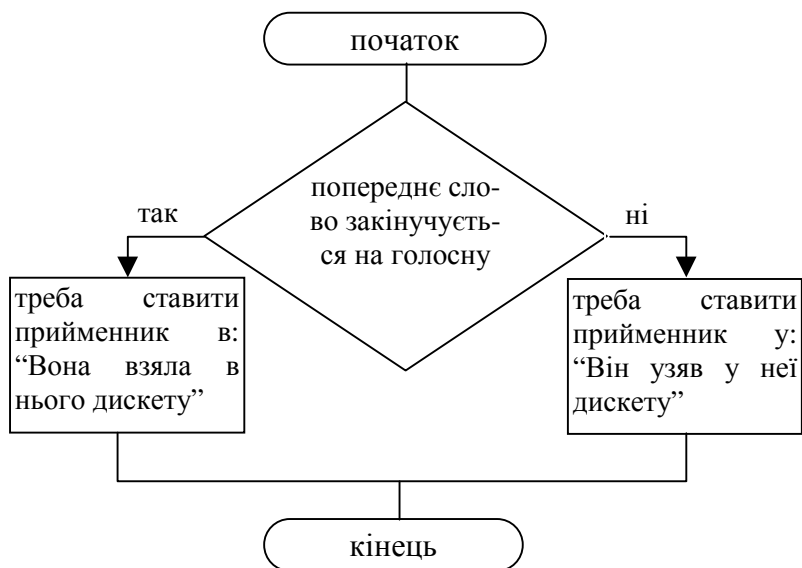 початок
попереднє сло-
во закінучуєть-
ся на голосну
так
ні
треба ставити
прийменник в:
“Вона взяла в
нього дискету”
треба ставити
прийменник у:
“Він узяв у неї
дискету”
кінець